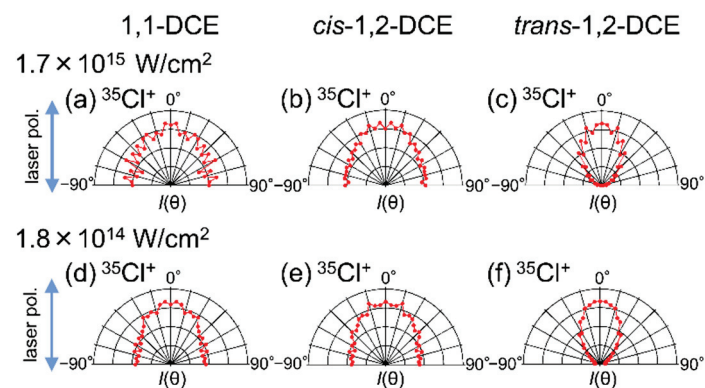 1,1-DCE cis-1,2-DCE trans-1,2-DCE
1.7 × 10¹⁵ W/cm²
(a) ³⁵Cl⁺ 0° (b) ³⁵Cl⁺ 0° (c) ³⁵Cl⁺ 0°
laser pol.
−90° 90° −90° 90° −90° 90°
I(θ) I(θ) I(θ)
1.8 × 10¹⁴ W/cm²
(d) ³⁵Cl⁺ 0° (e) ³⁵Cl⁺ 0° (f) ³⁵Cl⁺ 0°
laser pol.
−90° 90° −90° 90° −90° 90°
I(θ) I(θ) I(θ)